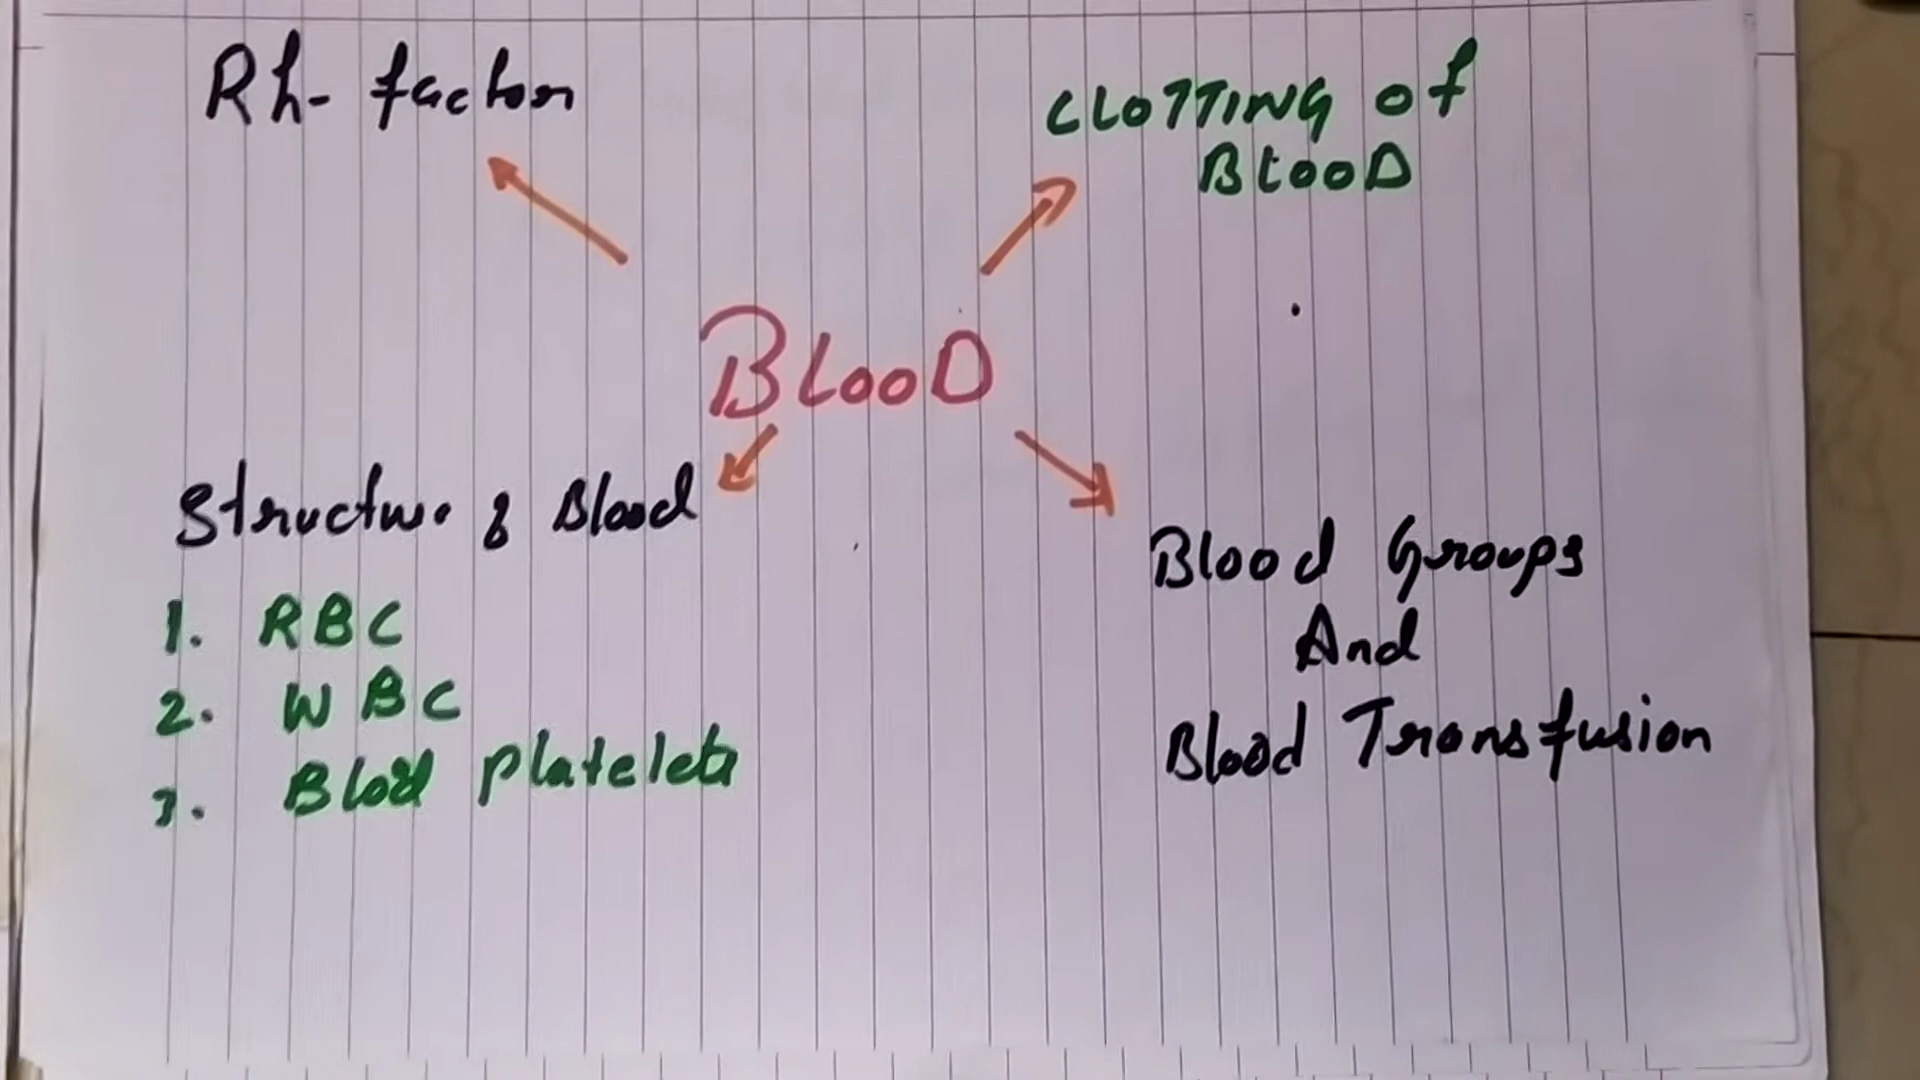 Rh- factor
CLOTTING of
BLOOD
BLOOD
Structure & Blood
1. RBC
2. WBC
3. Blood platelets
Blood Groups
And
Blood Transfusion